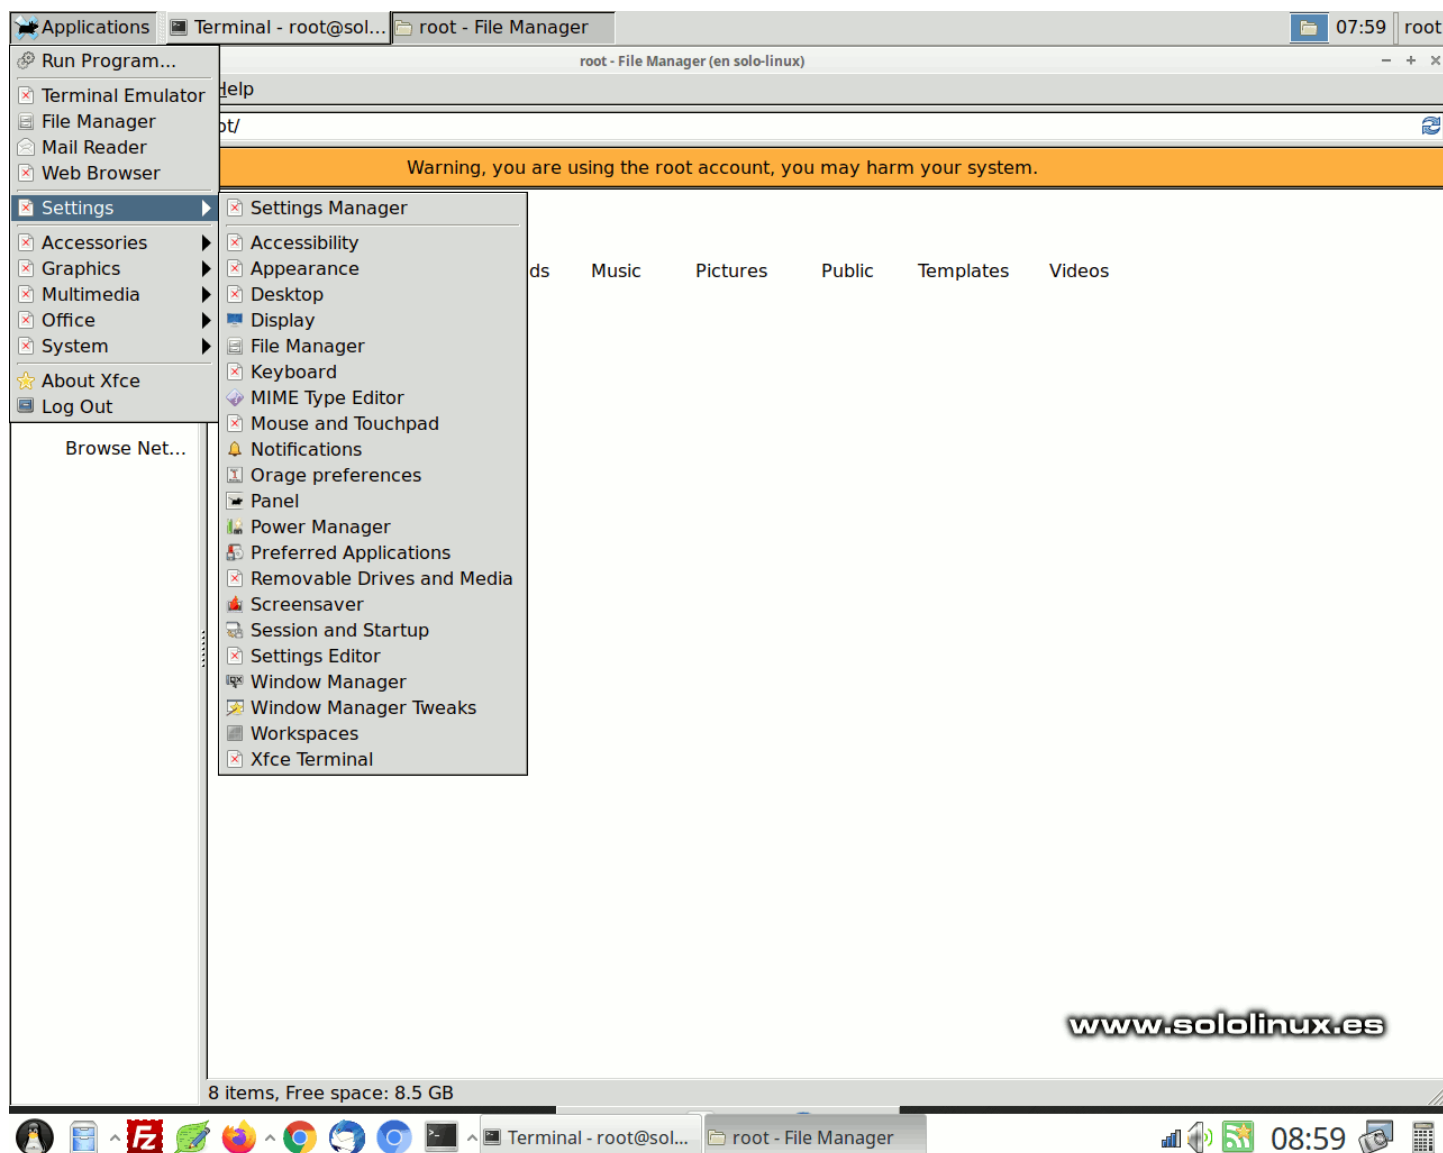 Applications
Terminal - root@sol...
root - File Manager
07:59
root
Run Program...
root - File Manager (en solo-linux)
Terminal Emulator
Help
File Manager
ot/
Mail Reader
Web Browser
Warning, you are using the root account, you may harm your system.
Settings
Accessories
Graphics
Multimedia
Office
System
About Xfce
Log Out
Settings Manager
Accessibility
Appearance
Desktop
Display
File Manager
Keyboard
MIME Type Editor
Mouse and Touchpad
Notifications
Orage preferences
Panel
Power Manager
Preferred Applications
Removable Drives and Media
Screensaver
Session and Startup
Settings Editor
Window Manager
Window Manager Tweaks
Workspaces
Xfce Terminal
ds
Music
Pictures
Public
Templates
Videos
Browse Net...
www.sololinux.es
8 items, Free space: 8.5 GB
Terminal - root@sol...
root - File Manager
08:59